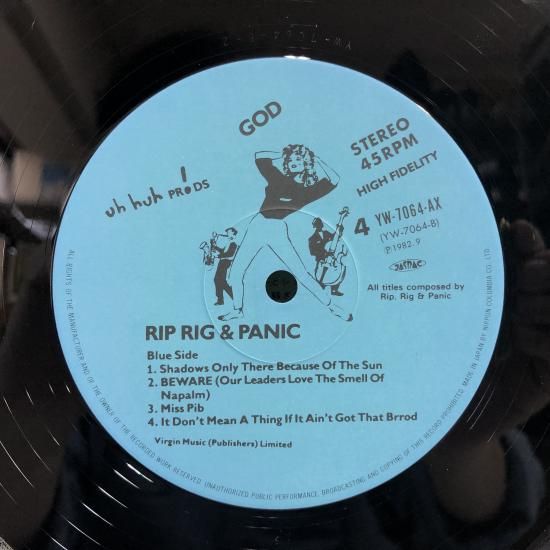 YW-7064-
GOD
STEREO
45RPM
HIGH FIDELITY
uh huh! PRODS
4 YW-7064-AX
(YW-7064-B)
℗1982.9
JASRAC
All titles composed by
Rip, Rig & Panic
RIP RIG & PANIC
Blue Side
1. Shadows Only There Because Of The Sun
2. BEWARE (Our Leaders Love The Smell Of
Napalm)
3. Miss Pib
4. It Don't Mean A Thing If It Ain't Got That Brrod
Virgin Music (Publishers) Limited
ALL RIGHTS OF THE MANUFACTURER AND OF THE OWNER OF THE RECORDED WORK RESERVED. UNAUTHORIZED PUBLIC PERFORMANCE, BROADCASTING AND COPYING OF THIS RECORD PROHIBITED. MADE IN JAPAN BY NIPPON COLUMBIA CO. LTD.